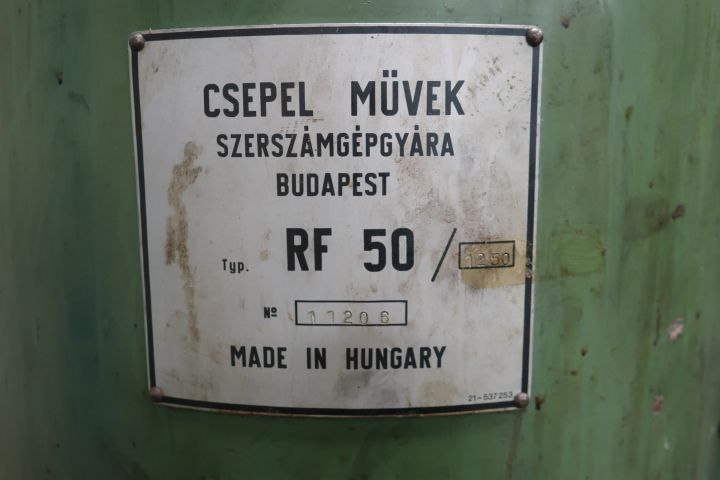 CSEPEL MÜVEK
SZERSZÁMGÉPGYÁRA
BUDAPEST
Typ. RF 50 / 1250
Nº 11206
MADE IN HUNGARY
21-537253